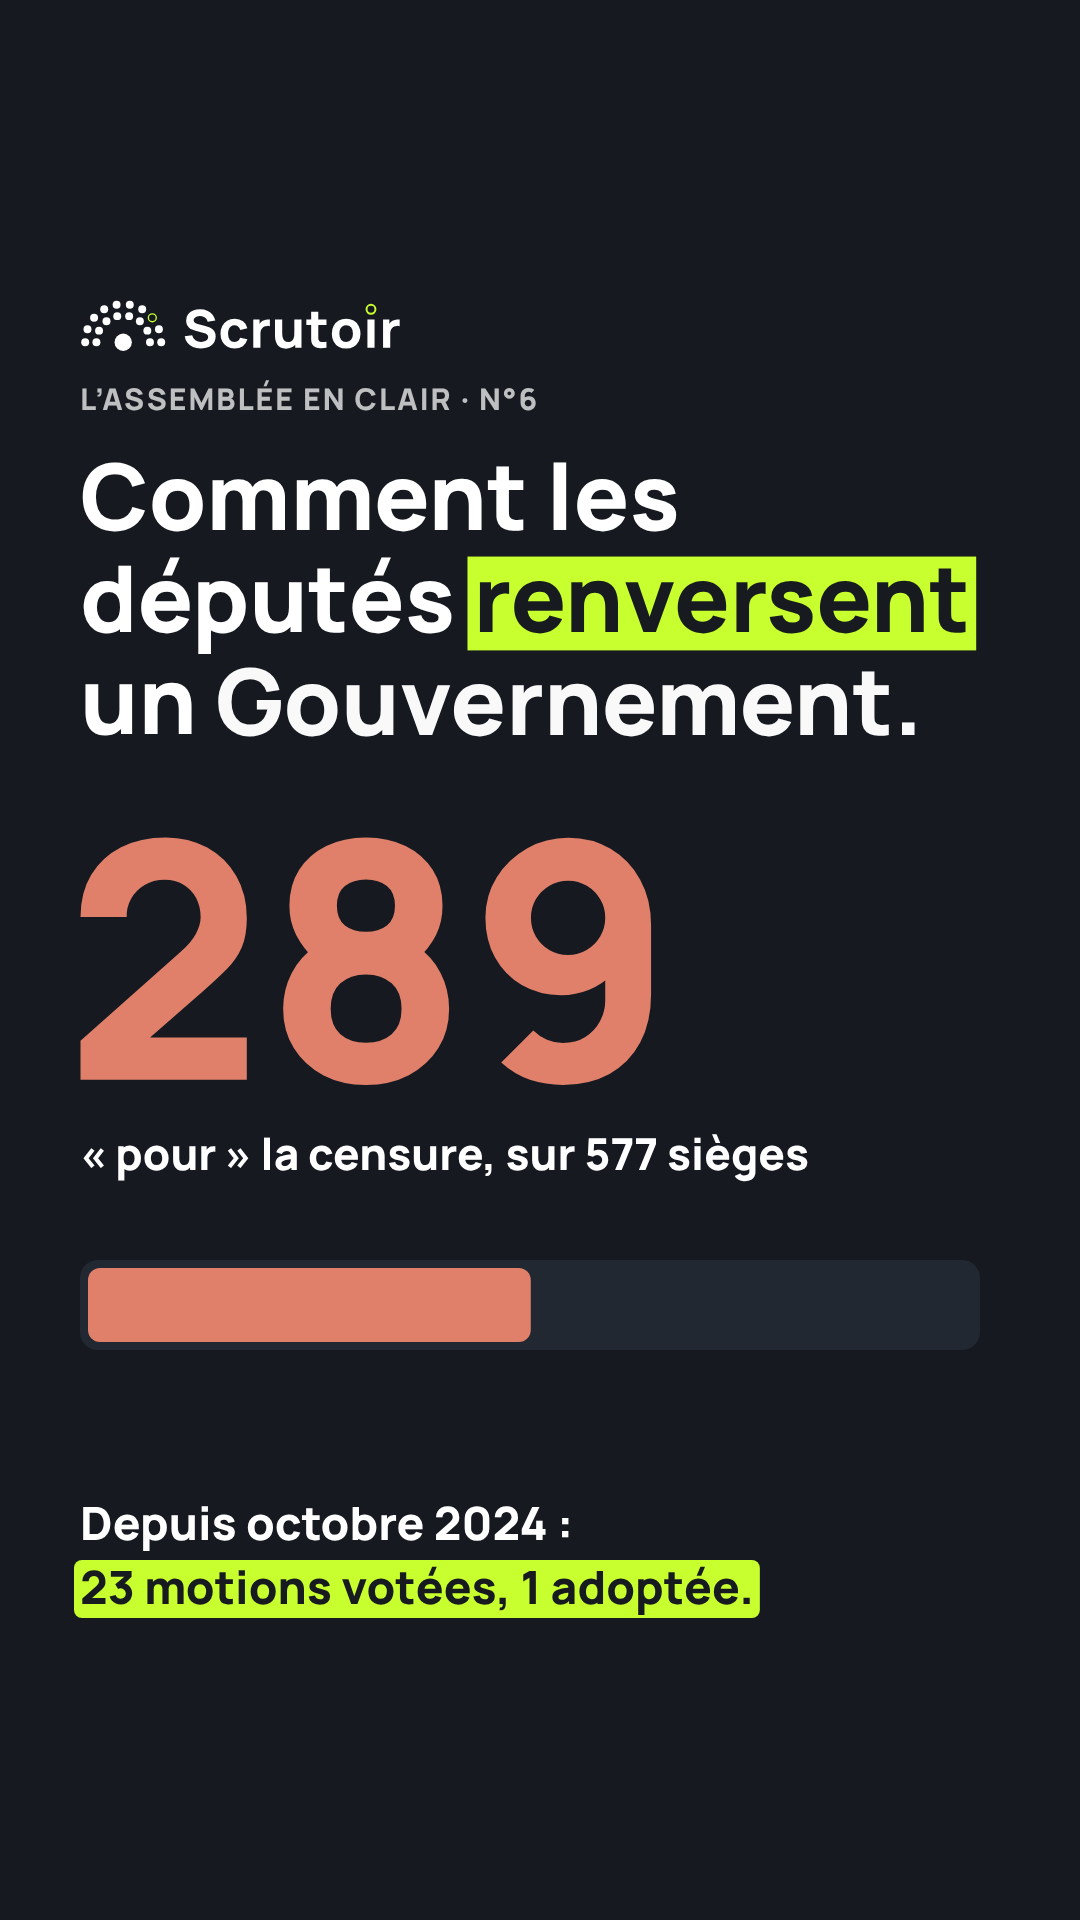 Scrutoir
L’ASSEMBLÉE EN CLAIR · N°6
Comment les
députés renversent
un Gouvernement.
289
« pour » la censure, sur 577 sièges
Depuis octobre 2024 :
23 motions votées, 1 adoptée.